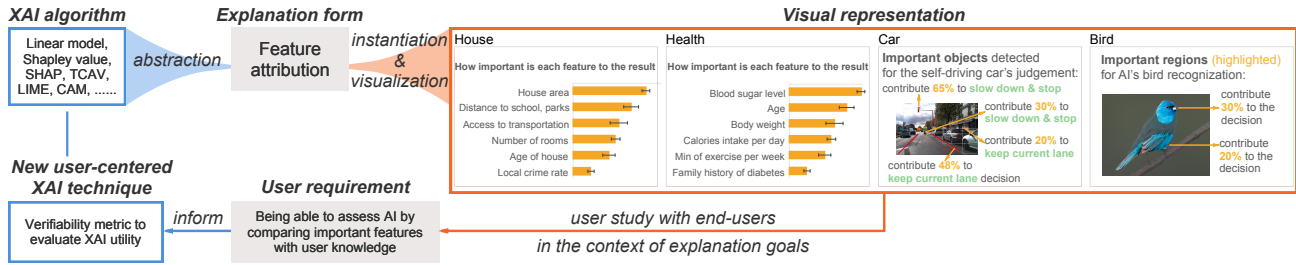 XAI algorithm
Linear model,
Shapley value,
SHAP, TCAV,
LIME, CAM, ......
abstraction
Explanation form
Feature
attribution
instantiation
&
visualization
Visual representation
House
How important is each feature to the result
House area
Distance to school, parks
Access to transportation
Number of rooms
Age of house
Local crime rate
Health
How important is each feature to the result
Blood sugar level
Age
Body weight
Calories intake per day
Min of exercise per week
Family history of diabetes
Car
Important objects detected
for the self-driving car's judgement:
contribute 65% to slow down & stop
contribute 30% to
slow down & stop
contribute 20% to
keep current lane
contribute 48% to
keep current lane decision
Bird
Important regions (highlighted)
for AI's bird recognization:
contribute
30% to the
decision
contribute
20% to the
decision
New user-centered
XAI technique
Verifiability metric to
evaluate XAI utility
inform
User requirement
Being able to assess AI by
comparing important features
with user knowledge
user study with end-users
in the context of explanation goals